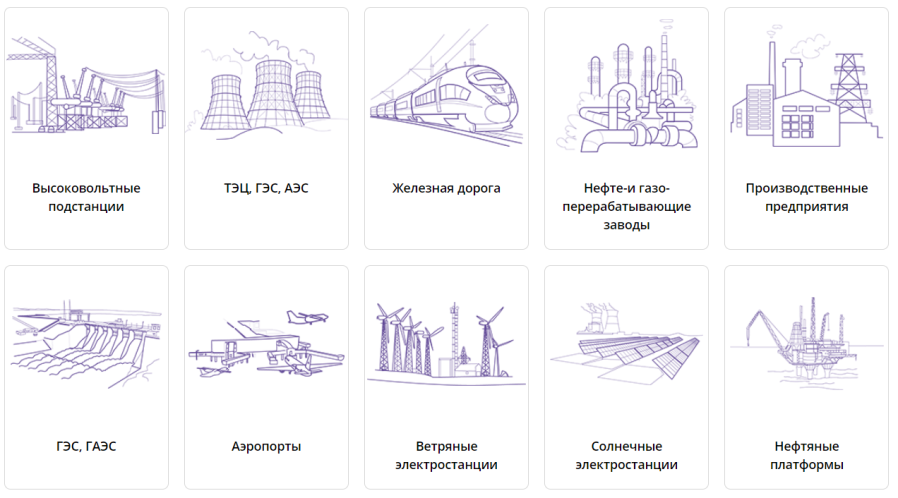 Высоковольтные
подстанции
ТЭЦ, ГЭС, АЭС
Железная дорога
Нефте-и газо-
перерабатывающие
заводы
Производственные
предприятия
ГЭС, ГАЭС
Аэропорты
Ветряные
электростанции
Солнечные
электростанции
Нефтяные
платформы